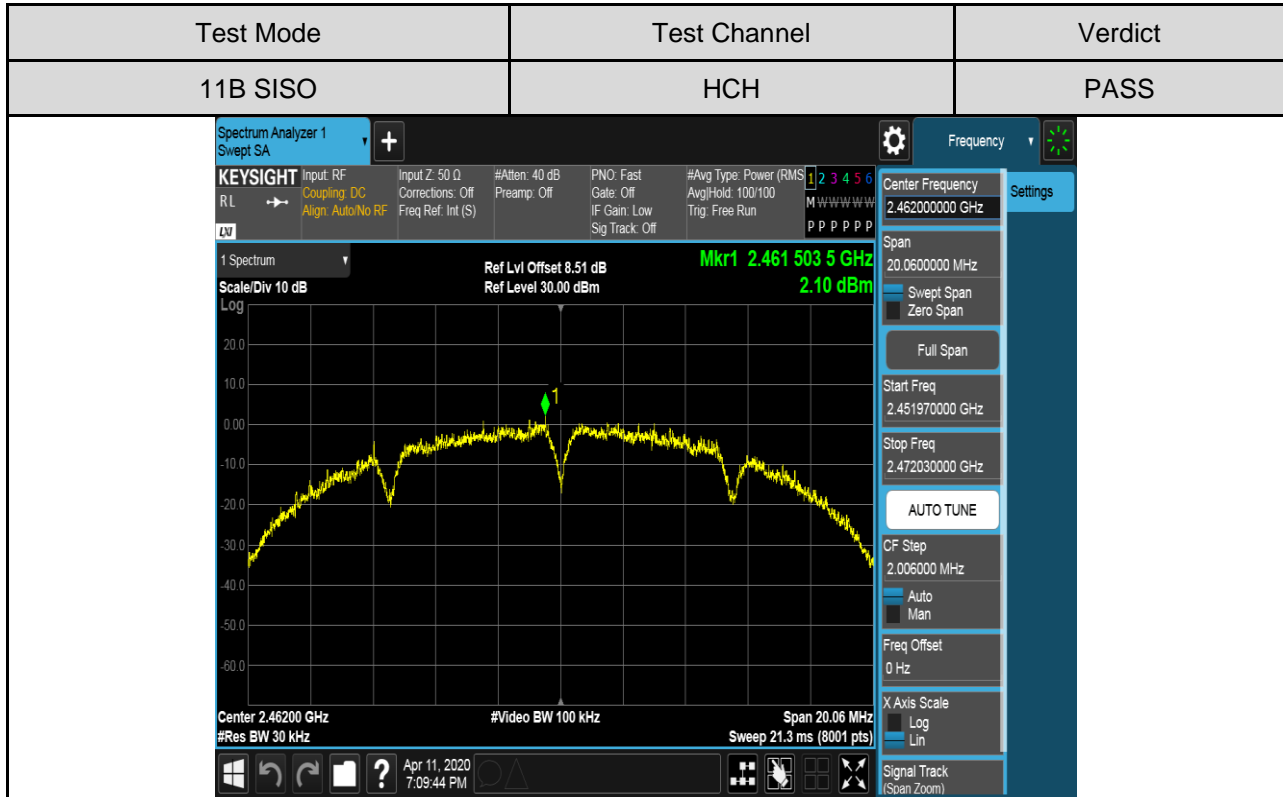 Test Mode Test Channel Verdict
11B SISO HCH PASS
Spectrum Analyzer 1
Swept SA
+
Frequency
KEYSIGHT
RL
LXI
Input: RF
Coupling: DC
Align: Auto/No RF
Input Z: 50 Ω
Corrections: Off
Freq Ref: Int (S)
#Atten: 40 dB
Preamp: Off
PNO: Fast
Gate: Off
IF Gain: Low
Sig Track: Off
#Avg Type: Power (RMS
Avg|Hold: 100/100
Trig: Free Run
1 2 3 4 5 6
M W W W W W
P P P P P P
1 Spectrum
Scale/Div 10 dB
Log
Ref Lvl Offset 8.51 dB
Ref Level 30.00 dBm
Mkr1 2.461 503 5 GHz
2.10 dBm
20.0
10.0
1
0.00
-10.0
-20.0
-30.0
-40.0
-50.0
-60.0
Center 2.46200 GHz
#Res BW 30 kHz
#Video BW 100 kHz
Span 20.06 MHz
Sweep 21.3 ms (8001 pts)
Center Frequency
2.462000000 GHz
Settings
Span
20.0600000 MHz
Swept Span
Zero Span
Full Span
Start Freq
2.451970000 GHz
Stop Freq
2.472030000 GHz
AUTO TUNE
CF Step
2.006000 MHz
Auto
Man
Freq Offset
0 Hz
X Axis Scale
Log
Lin
Signal Track
(Span Zoom)
?
Apr 11, 2020
7:09:44 PM